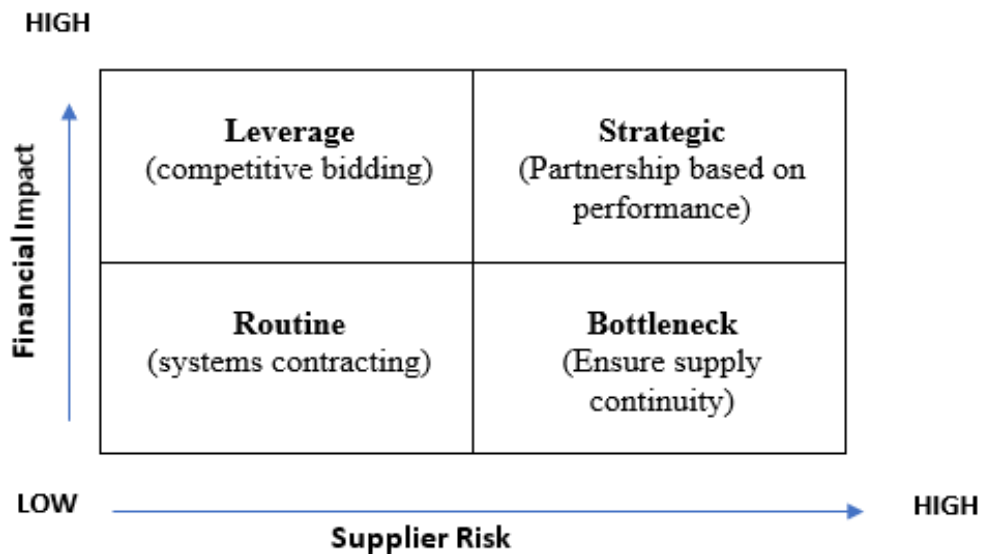 HIGH
Leverage
(competitive bidding)
Strategic
(Partnership based on
performance)
Financial Impact
Routine
(systems contracting)
Bottleneck
(Ensure supply
continuity)
LOW
HIGH
Supplier Risk